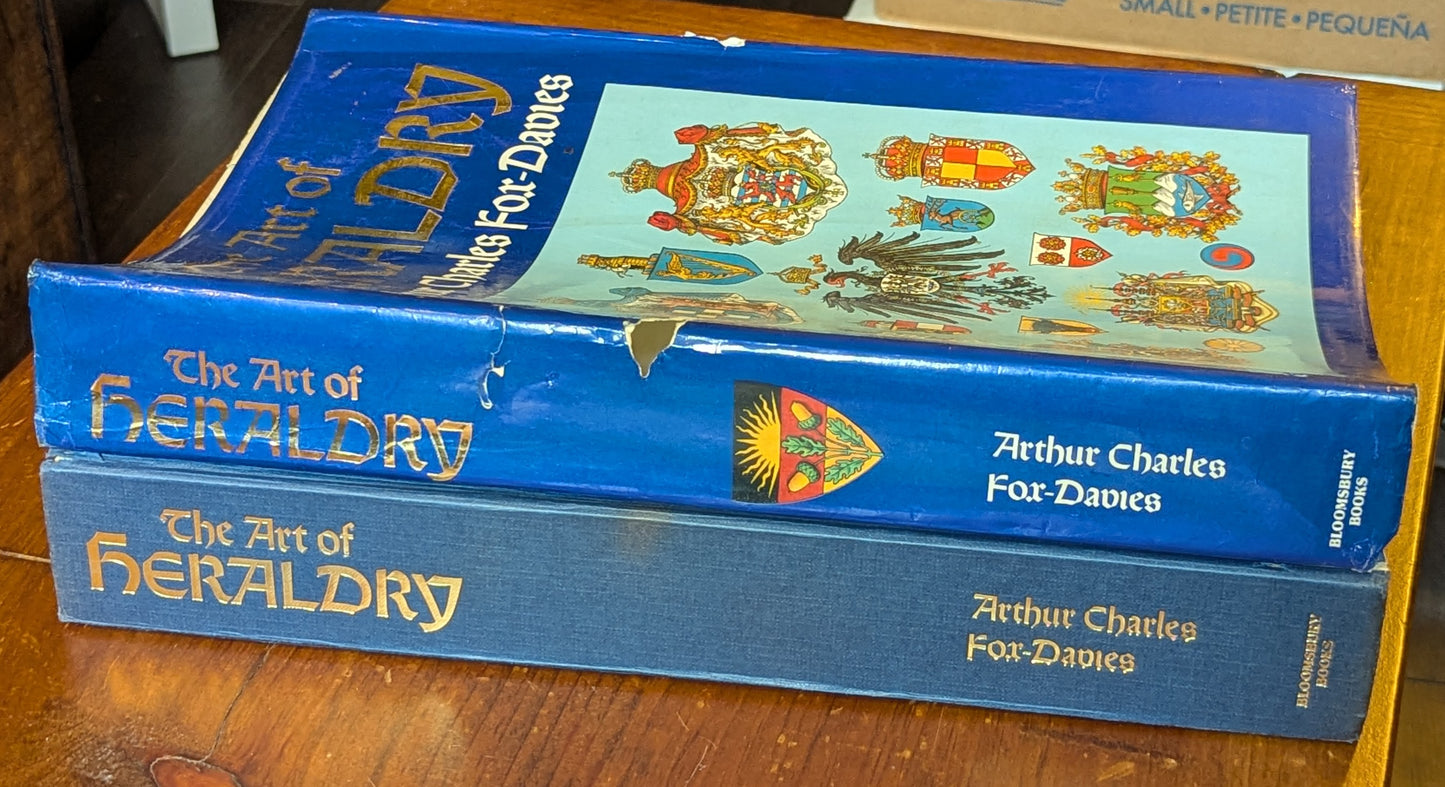 SMALL • PETITE • PEQUEÑA
Art of
HERALDRY
Charles Fox-Davies
The Art of
HERALDRY
Arthur Charles
Fox-Davies
BLOOMSBURY
BOOKS
The Art of
HERALDRY
Arthur Charles
Fox-Davies
BLOOMSBURY
BOOKS